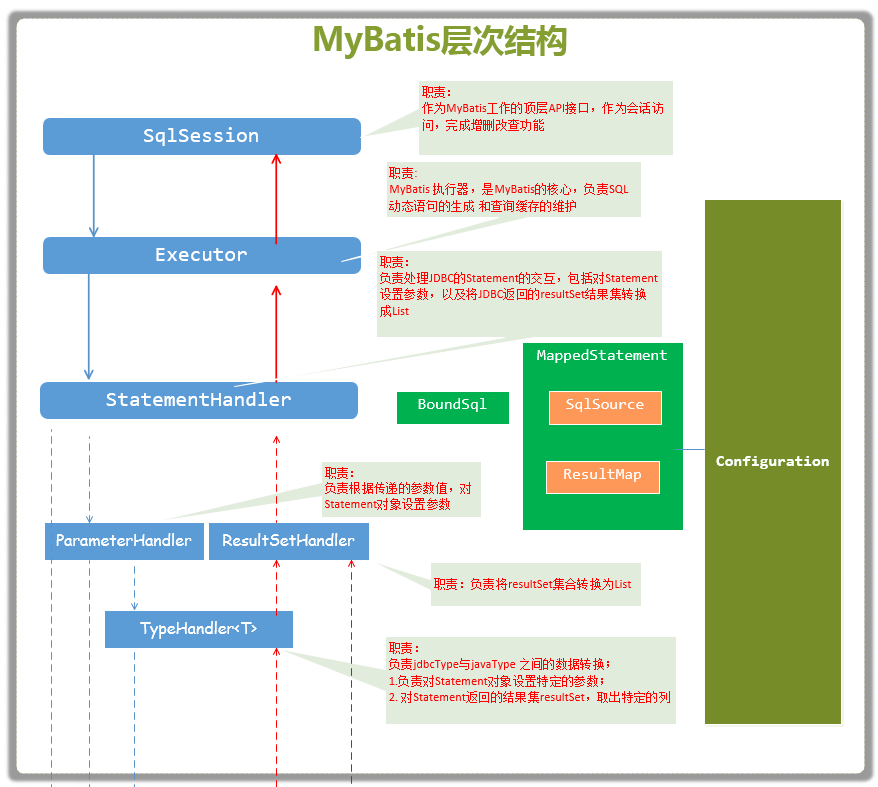 MyBatis层次结构
职责：
作为MyBatis工作的顶层API接口，作为会话访
问，完成增删改查功能
SqlSession
职责:
MyBatis 执行器，是MyBatis的核心，负责SQL
动态语句的生成 和查询缓存的维护
Executor
职责：
负责处理JDBC的Statement的交互，包括对Statement
设置参数，以及将JDBC返回的resultSet结果集转换
成List
MappedStatement
StatementHandler
BoundSql
SqlSource
Configuration
ResultMap
职责：
负责根据传递的参数值，对
Statement对象设置参数
ParameterHandler
ResultSetHandler
职责：负责将resultSet集合转换为List
TypeHandler<T>
职责：
负责jdbcType与javaType 之间的数据转换；
1.负责对Statement对象设置特定的参数；
2. 对Statement返回的结果集resultSet，取出特定的列